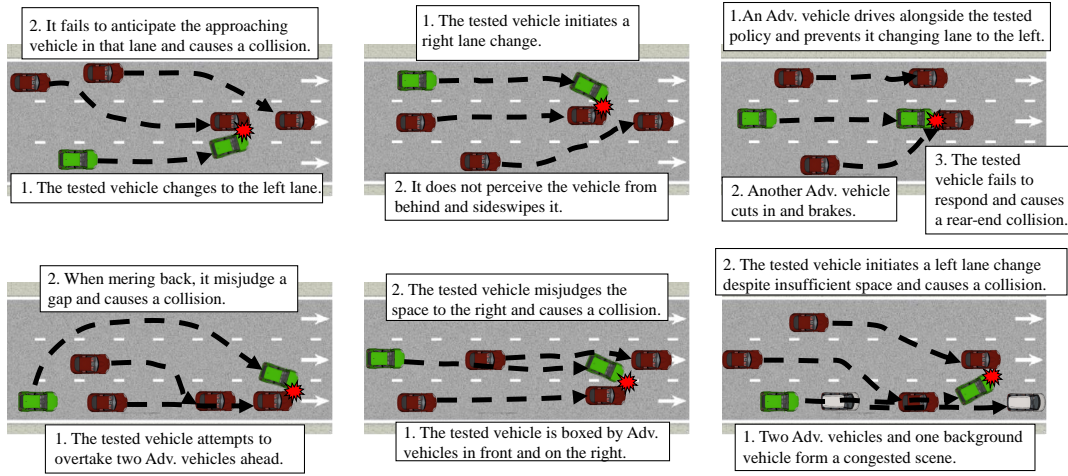 2. It fails to anticipate the approaching
vehicle in that lane and causes a collision.
1. The tested vehicle changes to the left lane.
1. The tested vehicle initiates a
right lane change.
2. It does not perceive the vehicle from
behind and sideswipes it.
1.An Adv. vehicle drives alongside the tested
policy and prevents it changing lane to the left.
2. Another Adv. vehicle
cuts in and brakes.
3. The tested
vehicle fails to
respond and causes
a rear-end collision.
2. When mering back, it misjudge a
gap and causes a collision.
1. The tested vehicle attempts to
overtake two Adv. vehicles ahead.
2. The tested vehicle misjudges the
space to the right and causes a collision.
1. The tested vehicle is boxed by Adv.
vehicles in front and on the right.
2. The tested vehicle initiates a left lane change
despite insufficient space and causes a collision.
1. Two Adv. vehicles and one background
vehicle form a congested scene.